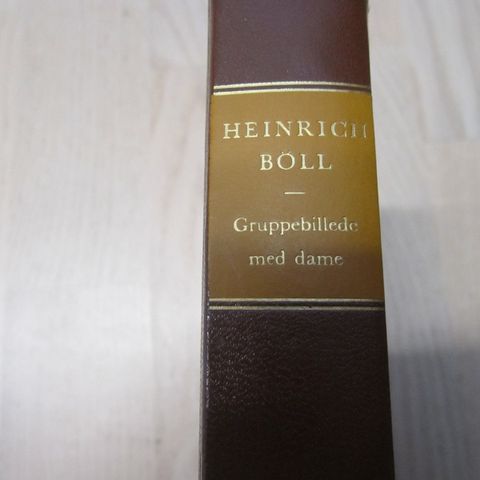 HEINRICH
BÖLL
—
Gruppebillede
med dame